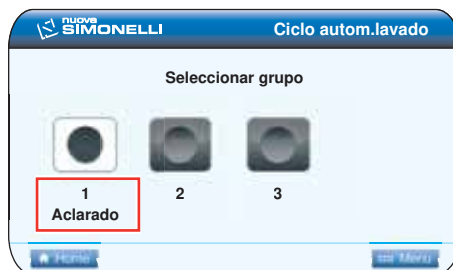 nuova
SIMONELLI
Ciclo autom.lavado
Seleccionar grupo
1 2 3
Aclarado
Home Menu